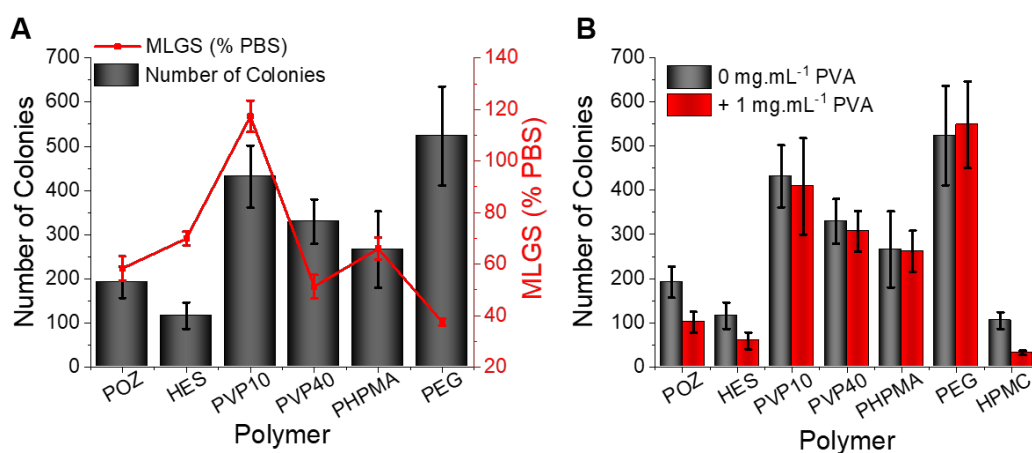 A
MLGS (% PBS)
Number of Colonies
700
600
500
400
300
200
100
0
Number of Colonies
140
120
100
80
60
40
20
MLGS (% PBS)
POZ
HES
PVP10
PVP40
PHPMA
PEG
Polymer
B
0 mg.mL⁻¹ PVA
+ 1 mg.mL⁻¹ PVA
700
600
500
400
300
200
100
0
Number of Colonies
POZ
HES
PVP10
PVP40
PHPMA
PEG
HPMC
Polymer